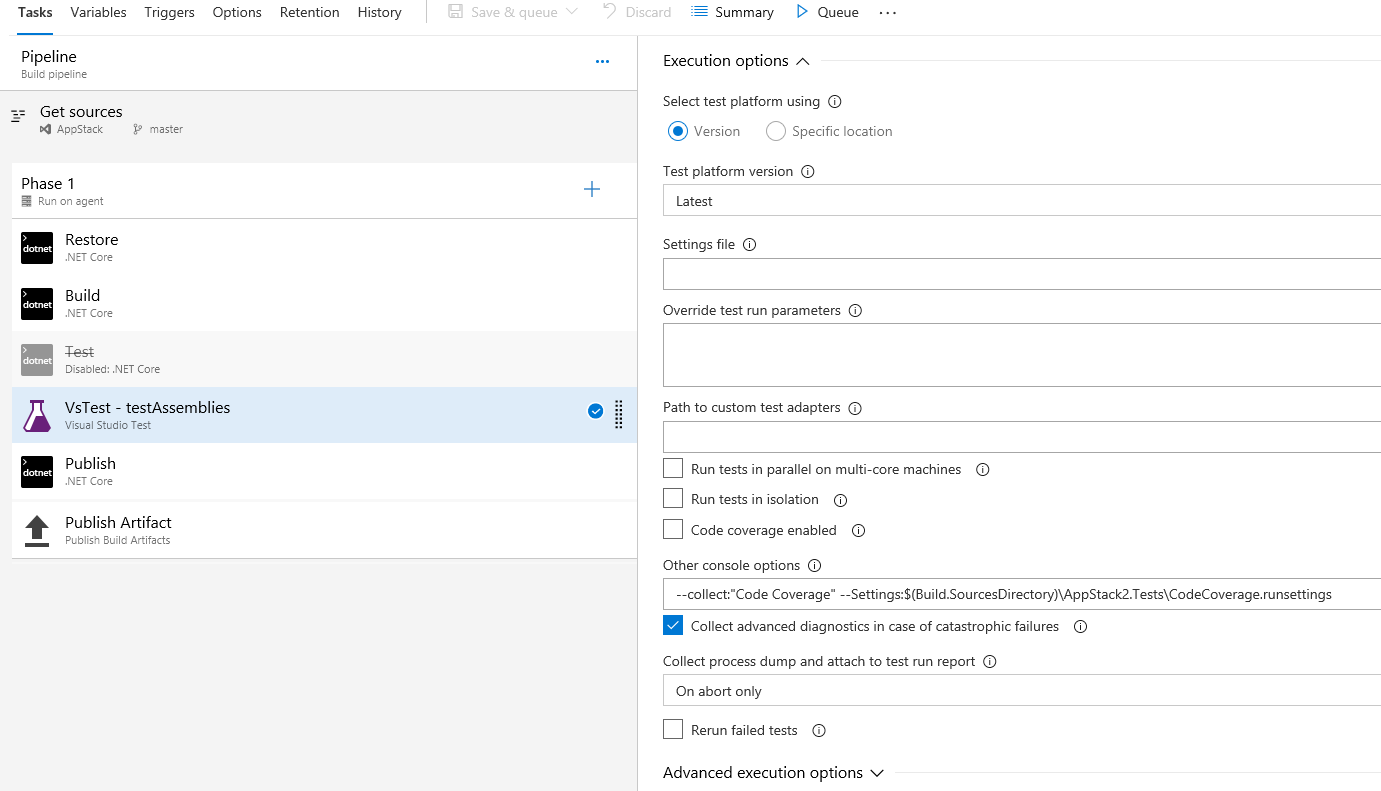 Tasks Variables Triggers Options Retention History Save & queue Discard Summary Queue ...
Pipeline
Build pipeline
...
Get sources
AppStack master
Phase 1
Run on agent
>
dotnet
Restore
.NET Core
>
dotnet
Build
.NET Core
>
dotnet
Test
Disabled: .NET Core
VsTest - testAssemblies
Visual Studio Test
>
dotnet
Publish
.NET Core
Publish Artifact
Publish Build Artifacts
Execution options
Select test platform using
Version Specific location
Test platform version
Latest
Settings file
Override test run parameters
Path to custom test adapters
Run tests in parallel on multi-core machines
Run tests in isolation
Code coverage enabled
Other console options
--collect:"Code Coverage" --Settings:$(Build.SourcesDirectory)\AppStack2.Tests\CodeCoverage.runsettings
Collect advanced diagnostics in case of catastrophic failures
Collect process dump and attach to test run report
On abort only
Rerun failed tests
Advanced execution options